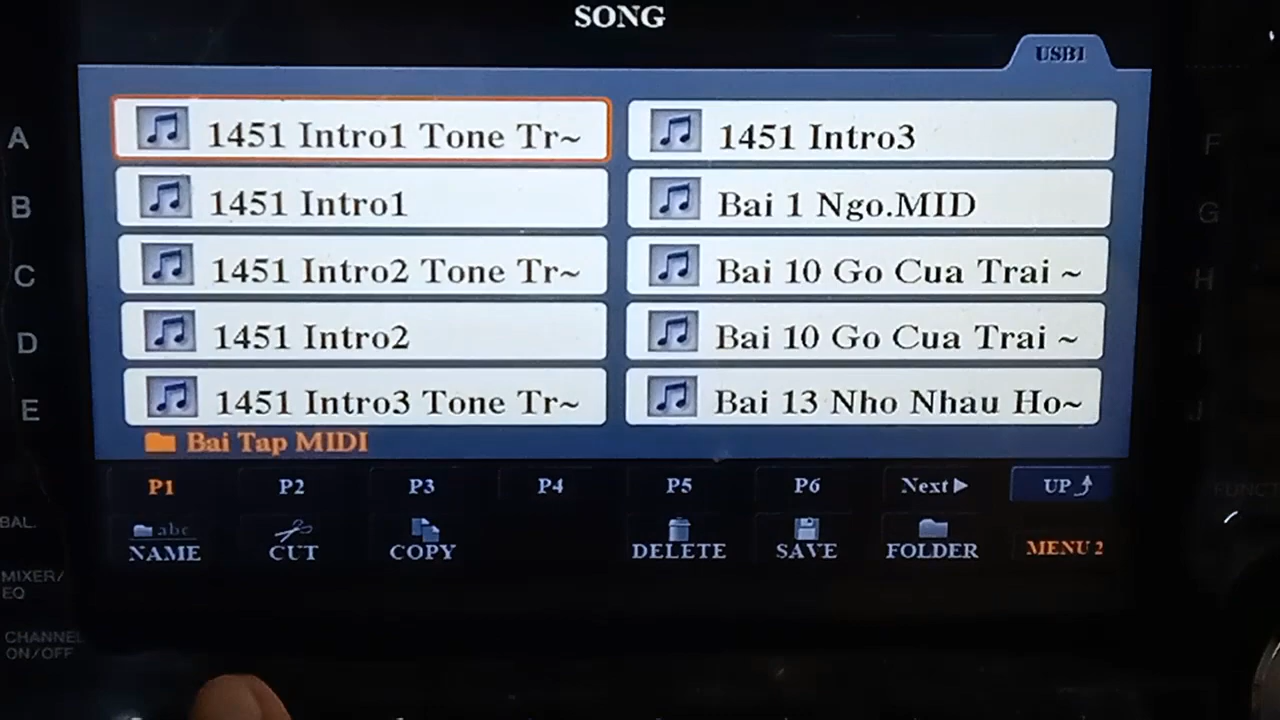 SONG
USB1
A
1451 Intro1 Tone Tr~
1451 Intro3
F
B
1451 Intro1
Bai 1 Ngo.MID
G
C
1451 Intro2 Tone Tr~
Bai 10 Go Cua Trai ~
H
D
1451 Intro2
Bai 10 Go Cua Trai ~
I
E
1451 Intro3 Tone Tr~
Bai 13 Nho Nhau Ho~
J
Bai Tap MIDI
P1 P2 P3 P4 P5 P6 Next UP
BAL.
abc
NAME CUT COPY DELETE SAVE FOLDER MENU 2
MIXER/
EQ
CHANNEL
ON/OFF